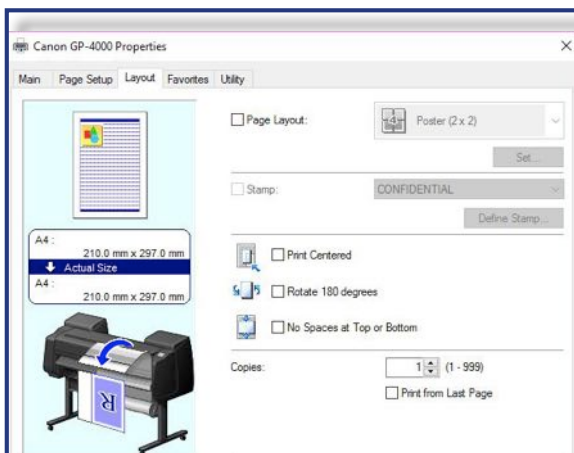 Canon GP-4000 Properties
Main Page Setup Layout Favorites Utility
Page Layout:
4
Poster (2 x 2)
Set...
Stamp:
CONFIDENTIAL
Define Stamp...
A4 :
210.0 mm x 297.0 mm
Actual Size
A4 :
210.0 mm x 297.0 mm
Print Centered
Rotate 180 degrees
No Spaces at Top or Bottom
R
Copies:
1 (1 - 999)
Print from Last Page